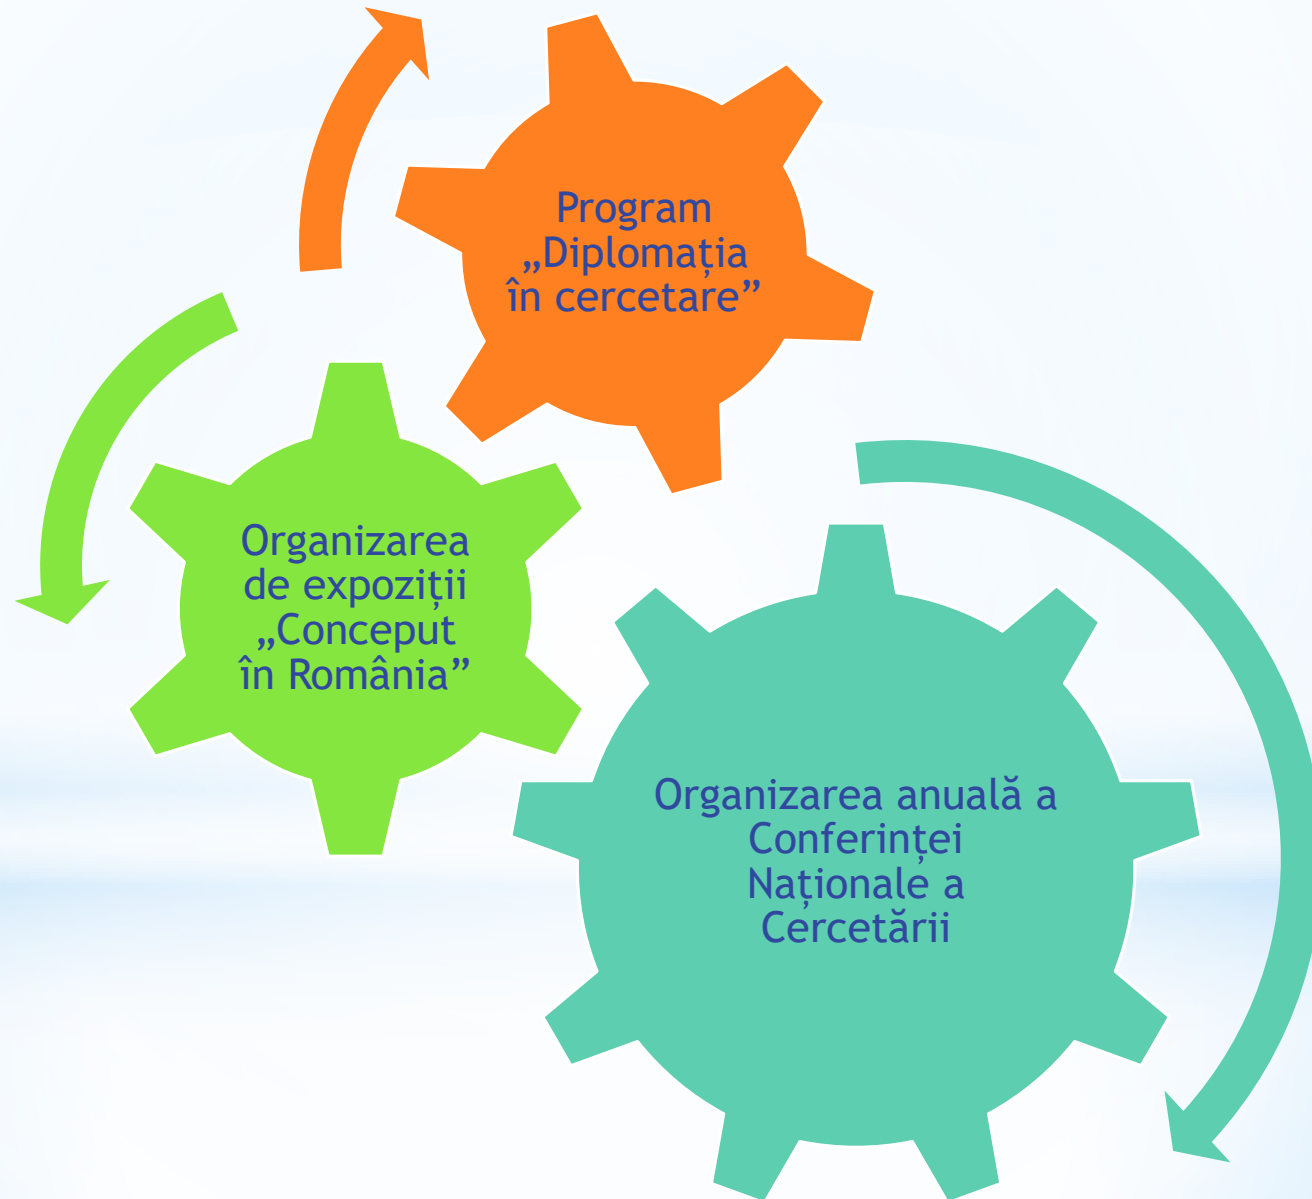 Program
„Diplomația
în cercetare”
Organizarea
de expoziții
„Conceput
în România”
Organizarea anuală a
Conferinței
Naționale a
Cercetării